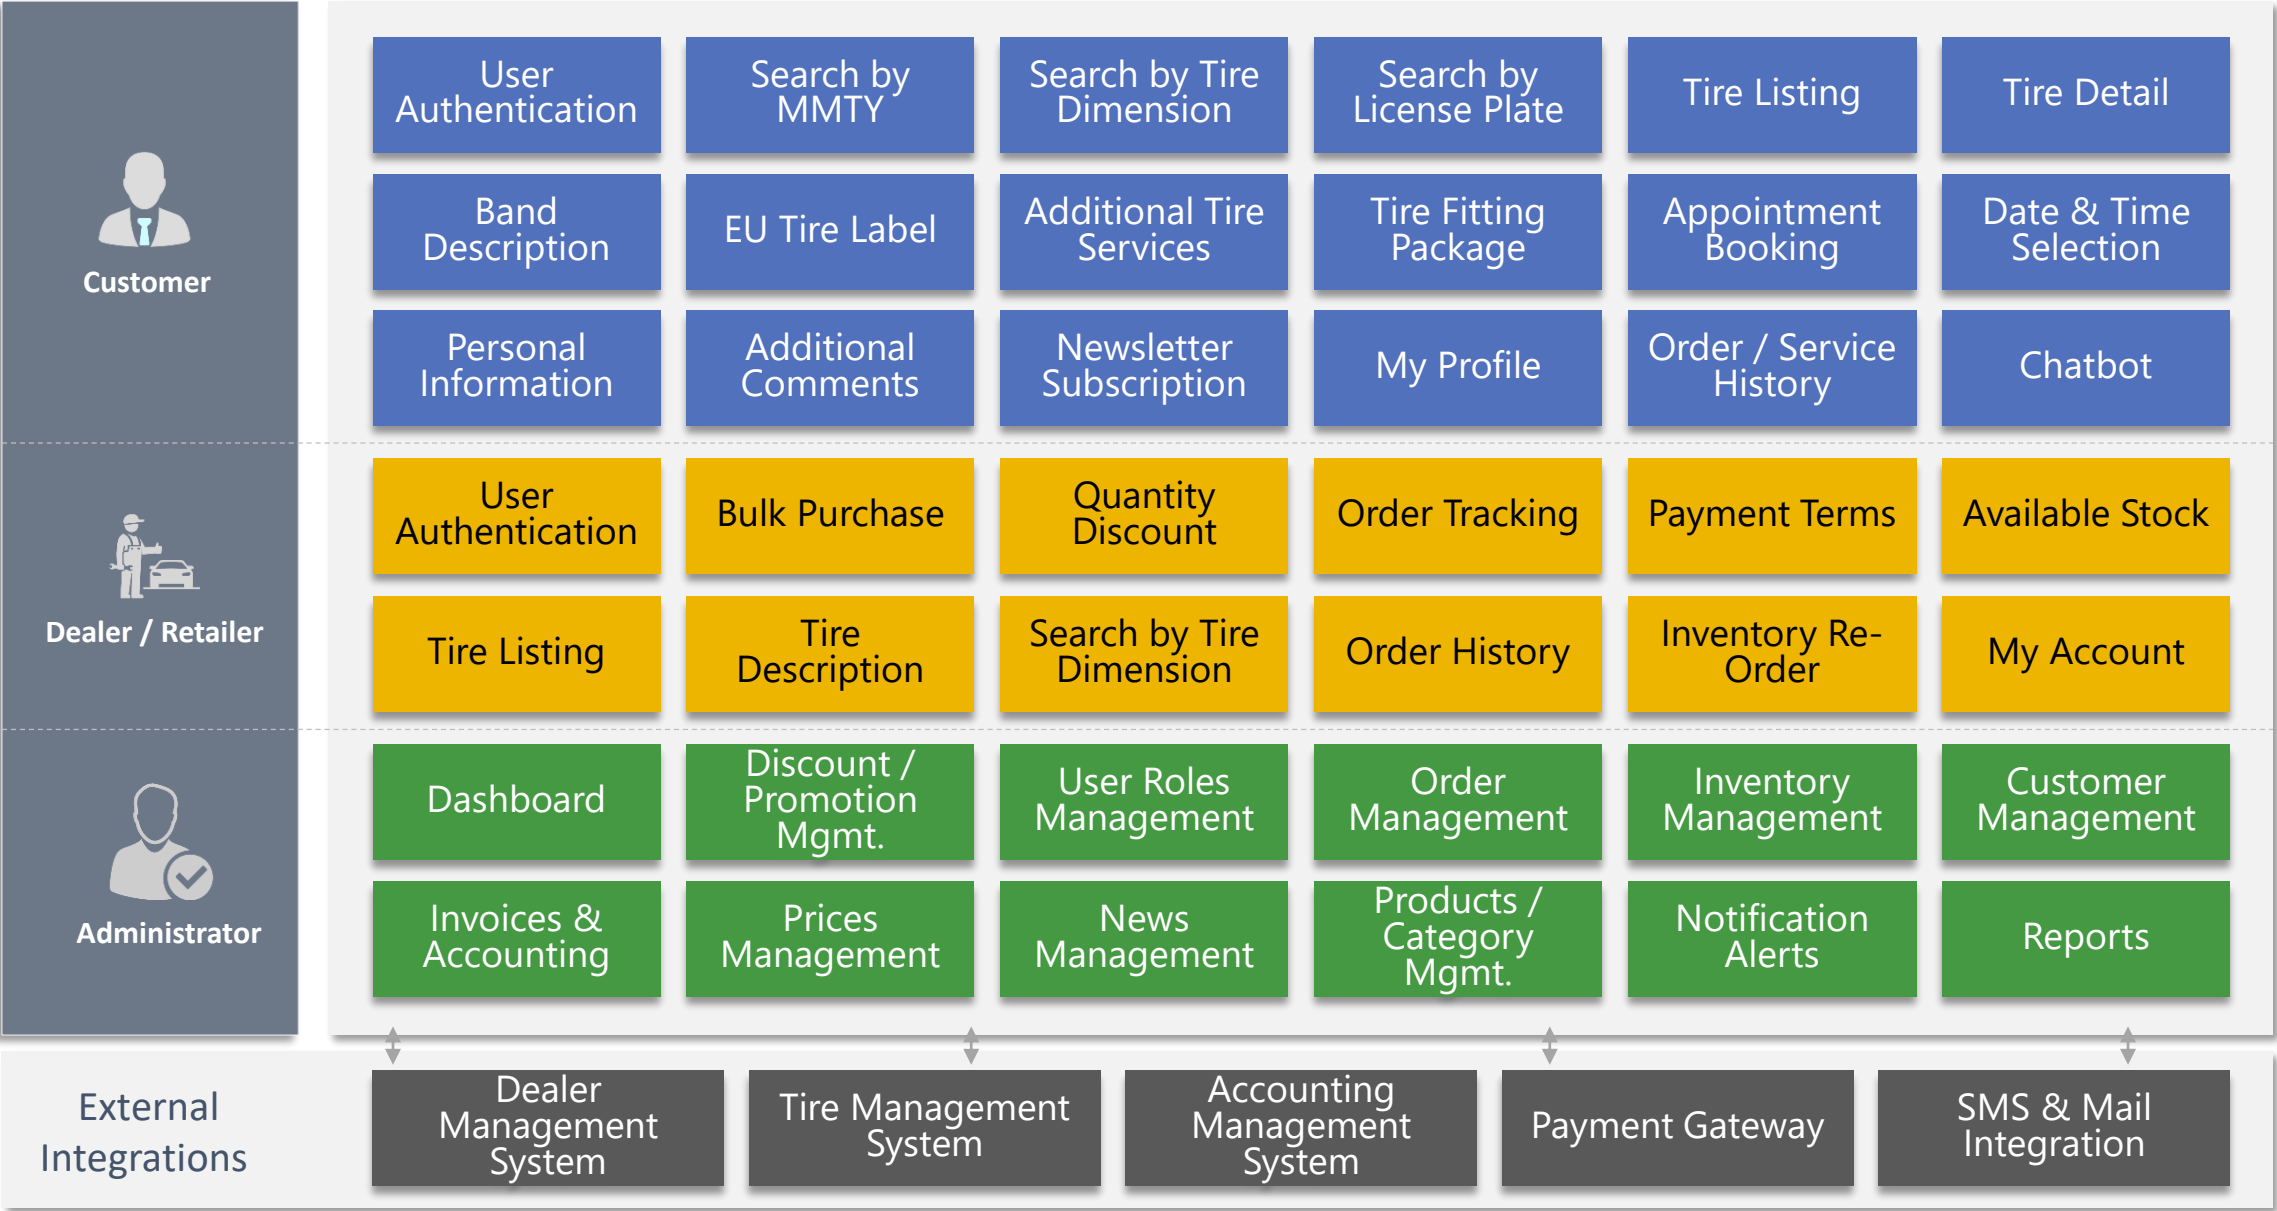 User
Authentication
Search by
MMTY
Search by Tire
Dimension
Search by
License Plate
Tire Listing
Tire Detail
Band
Description
EU Tire Label
Additional Tire
Services
Tire Fitting
Package
Appointment
Booking
Date & Time
Selection
Customer
Personal
Information
Additional
Comments
Newsletter
Subscription
My Profile
Order / Service
History
Chatbot
User
Authentication
Bulk Purchase
Quantity
Discount
Order Tracking
Payment Terms
Available Stock
Dealer / Retailer
Tire Listing
Tire
Description
Search by Tire
Dimension
Order History
Inventory Re-
Order
My Account
Dashboard
Discount /
Promotion
Mgmt.
User Roles
Management
Order
Management
Inventory
Management
Customer
Management
Administrator
Invoices &
Accounting
Prices
Management
News
Management
Products /
Category
Mgmt.
Notification
Alerts
Reports
External
Integrations
Dealer
Management
System
Tire Management
System
Accounting
Management
System
Payment Gateway
SMS & Mail
Integration